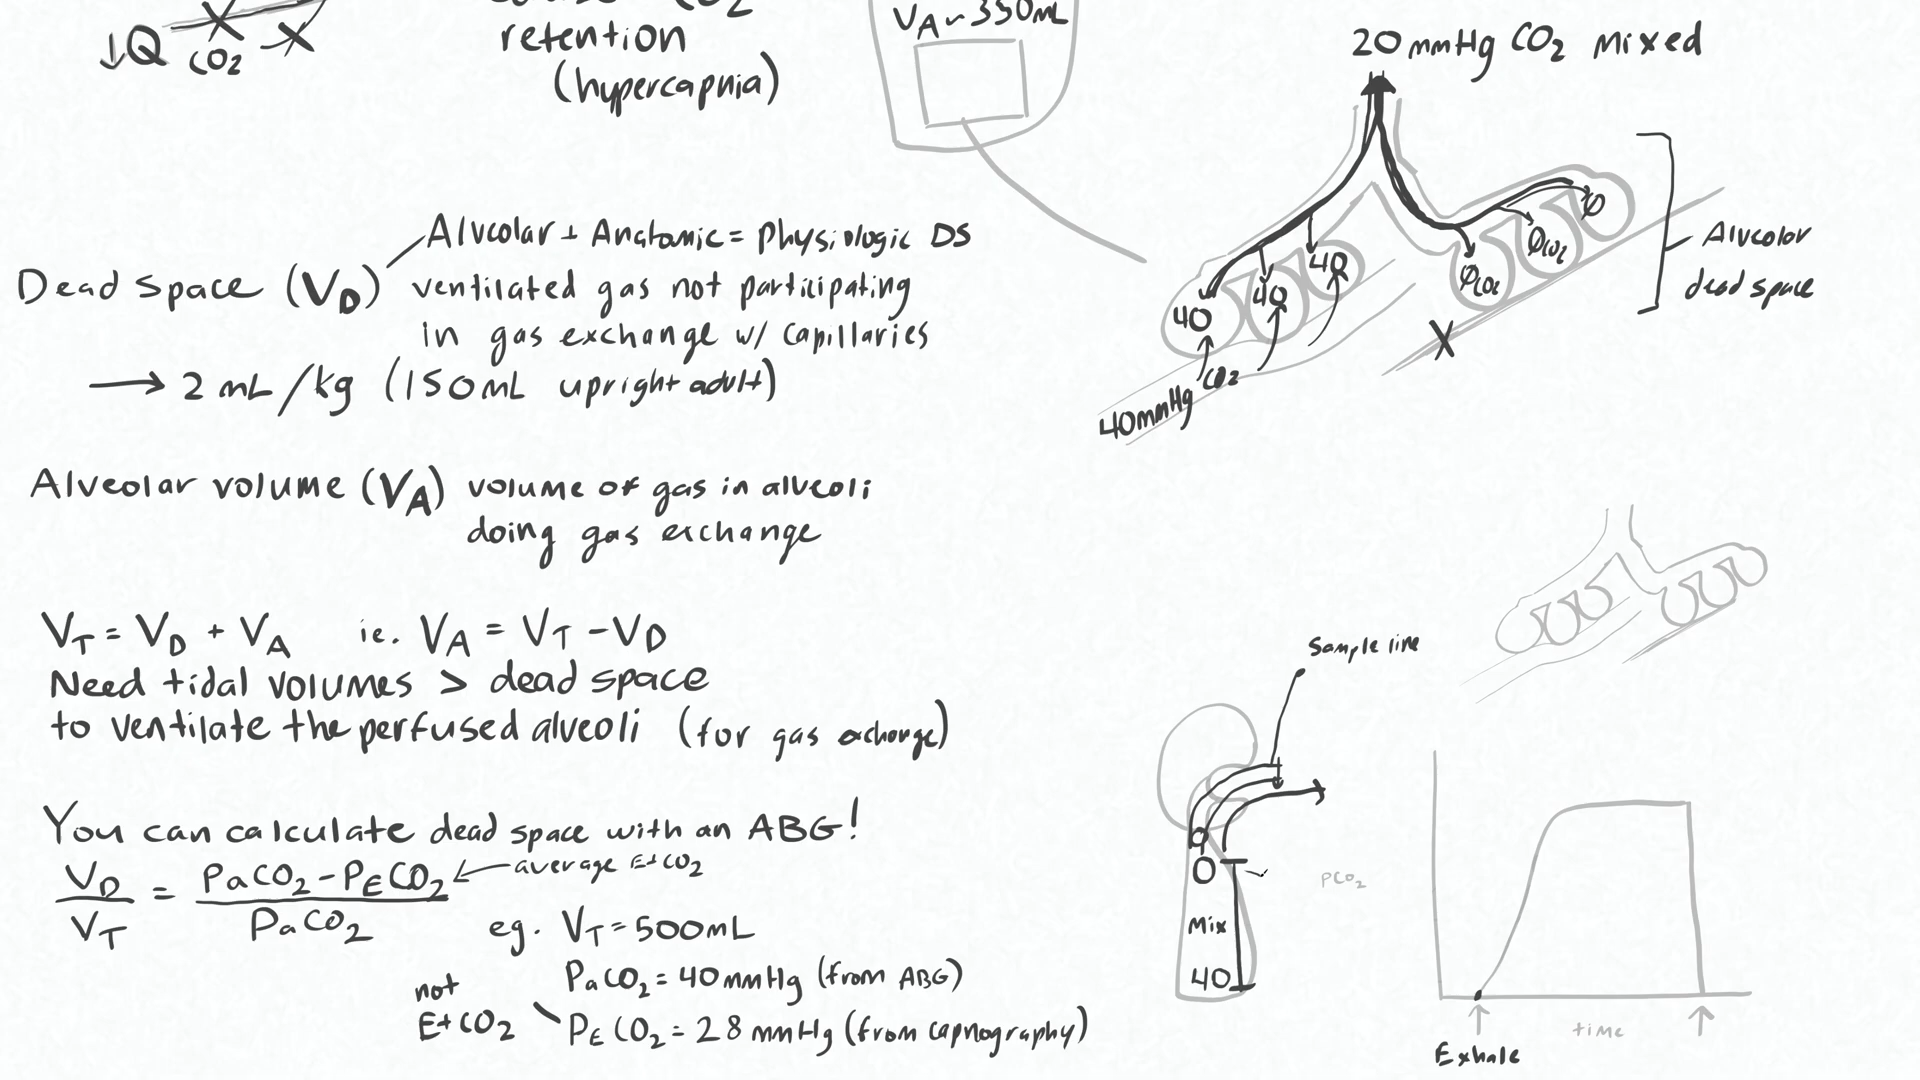 ↓Q
CO2
retention
(hypercapnia)
VA ~ 350mL
20 mmHg CO2 mixed
Alveolar + Anatomic = Physiologic DS
Dead Space (VD) ventilated gas not participating
in gas exchange w/ capillaries
→ 2 mL/kg (150mL upright adult)
40
40
40
φCO2
φCO2
φ
Alveolar
dead space
X
CO2
40mmHg
Alveolar volume (VA) volume of gas in alveoli
doing gas exchange
VT = VD + VA ie. VA = VT - VD
Need tidal volumes > dead space
to ventilate the perfused alveoli (for gas exchange)
You can calculate dead space with an ABG!
VD/VT = PaCO2 - PECO2/PaCO2 ← average EtCO2
eg. VT = 500mL
PaCO2 = 40mmHg (from ABG)
not
EtCO2
PECO2 = 28 mmHg (from capnography)
Sample line
0
0
Mix
40
PCO2
time
Exhale